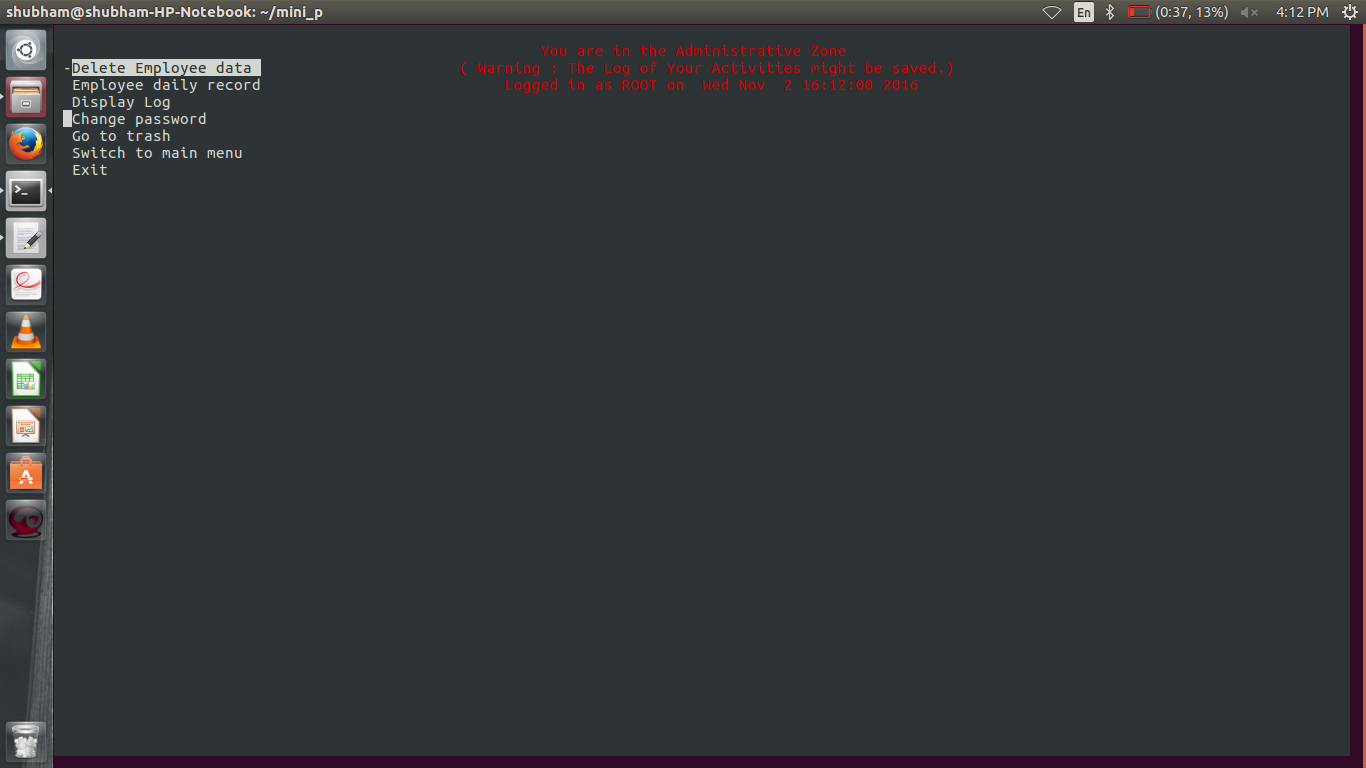 shubham@shubham-HP-Notebook: ~/mini_p
En
(0:37, 13%)
4:12 PM
You are in the Administrative Zone
( Warning : The Log of Your Activities might be saved.)
Logged in as ROOT on  Wed Nov  2 16:12:00 2016
-Delete Employee data
Employee daily record
Display Log
Change password
Go to trash
Switch to main menu
Exit